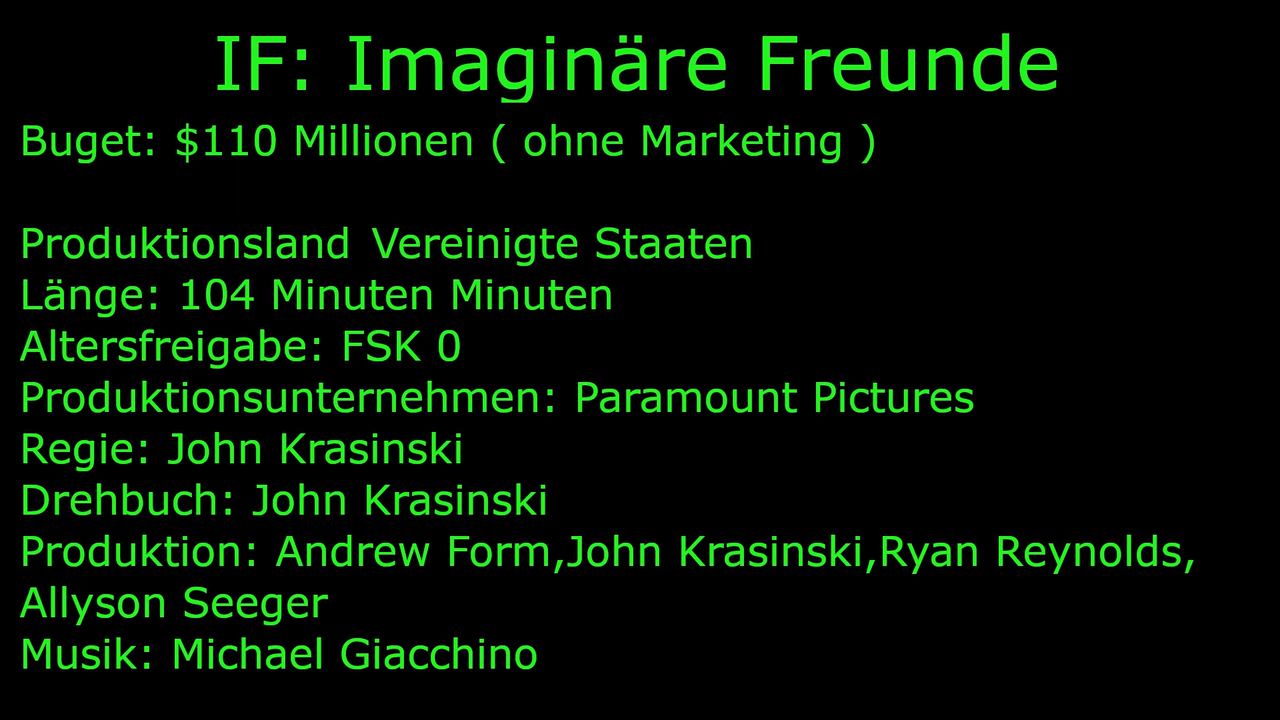 IF: Imaginäre Freunde
Buget: $110 Millionen ( ohne Marketing )
Produktionsland Vereinigte Staaten
Länge: 104 Minuten Minuten
Altersfreigabe: FSK 0
Produktionsunternehmen: Paramount Pictures
Regie: John Krasinski
Drehbuch: John Krasinski
Produktion: Andrew Form,John Krasinski,Ryan Reynolds,
Allyson Seeger
Musik: Michael Giacchino